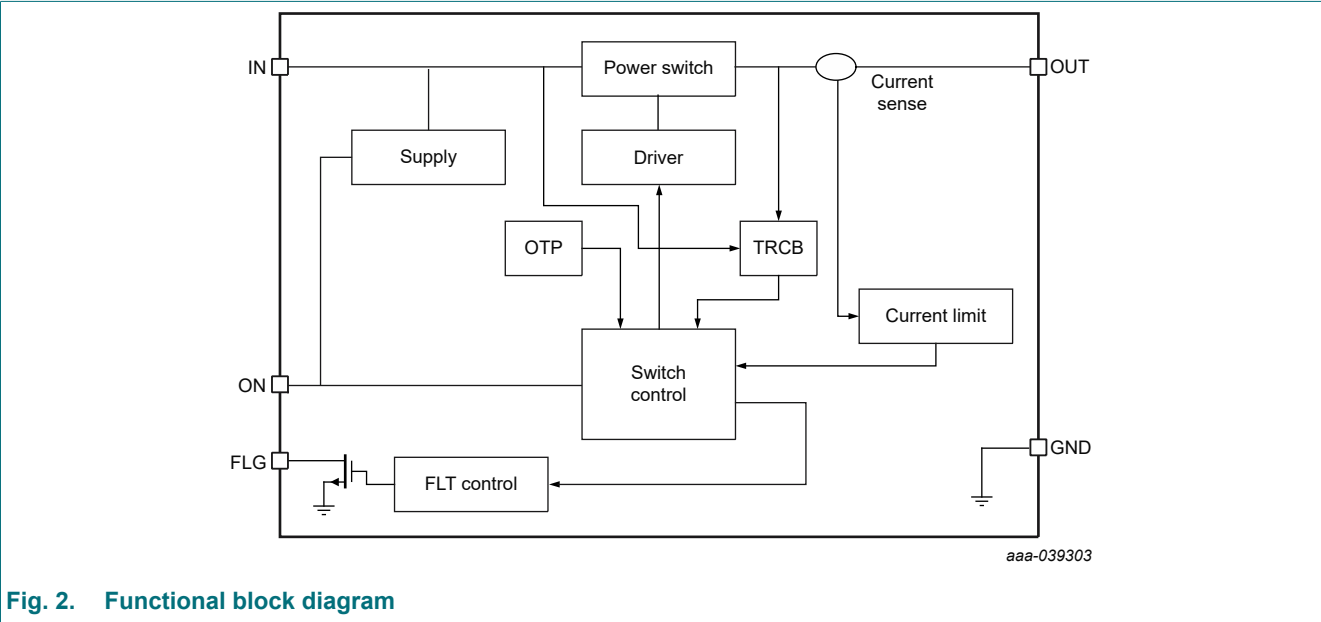 IN
Power switch
OUT
Current
sense
Supply
Driver
OTP
TRCB
Current limit
ON
Switch
control
FLG
FLT control
GND
aaa-039303
Fig. 2. Functional block diagram